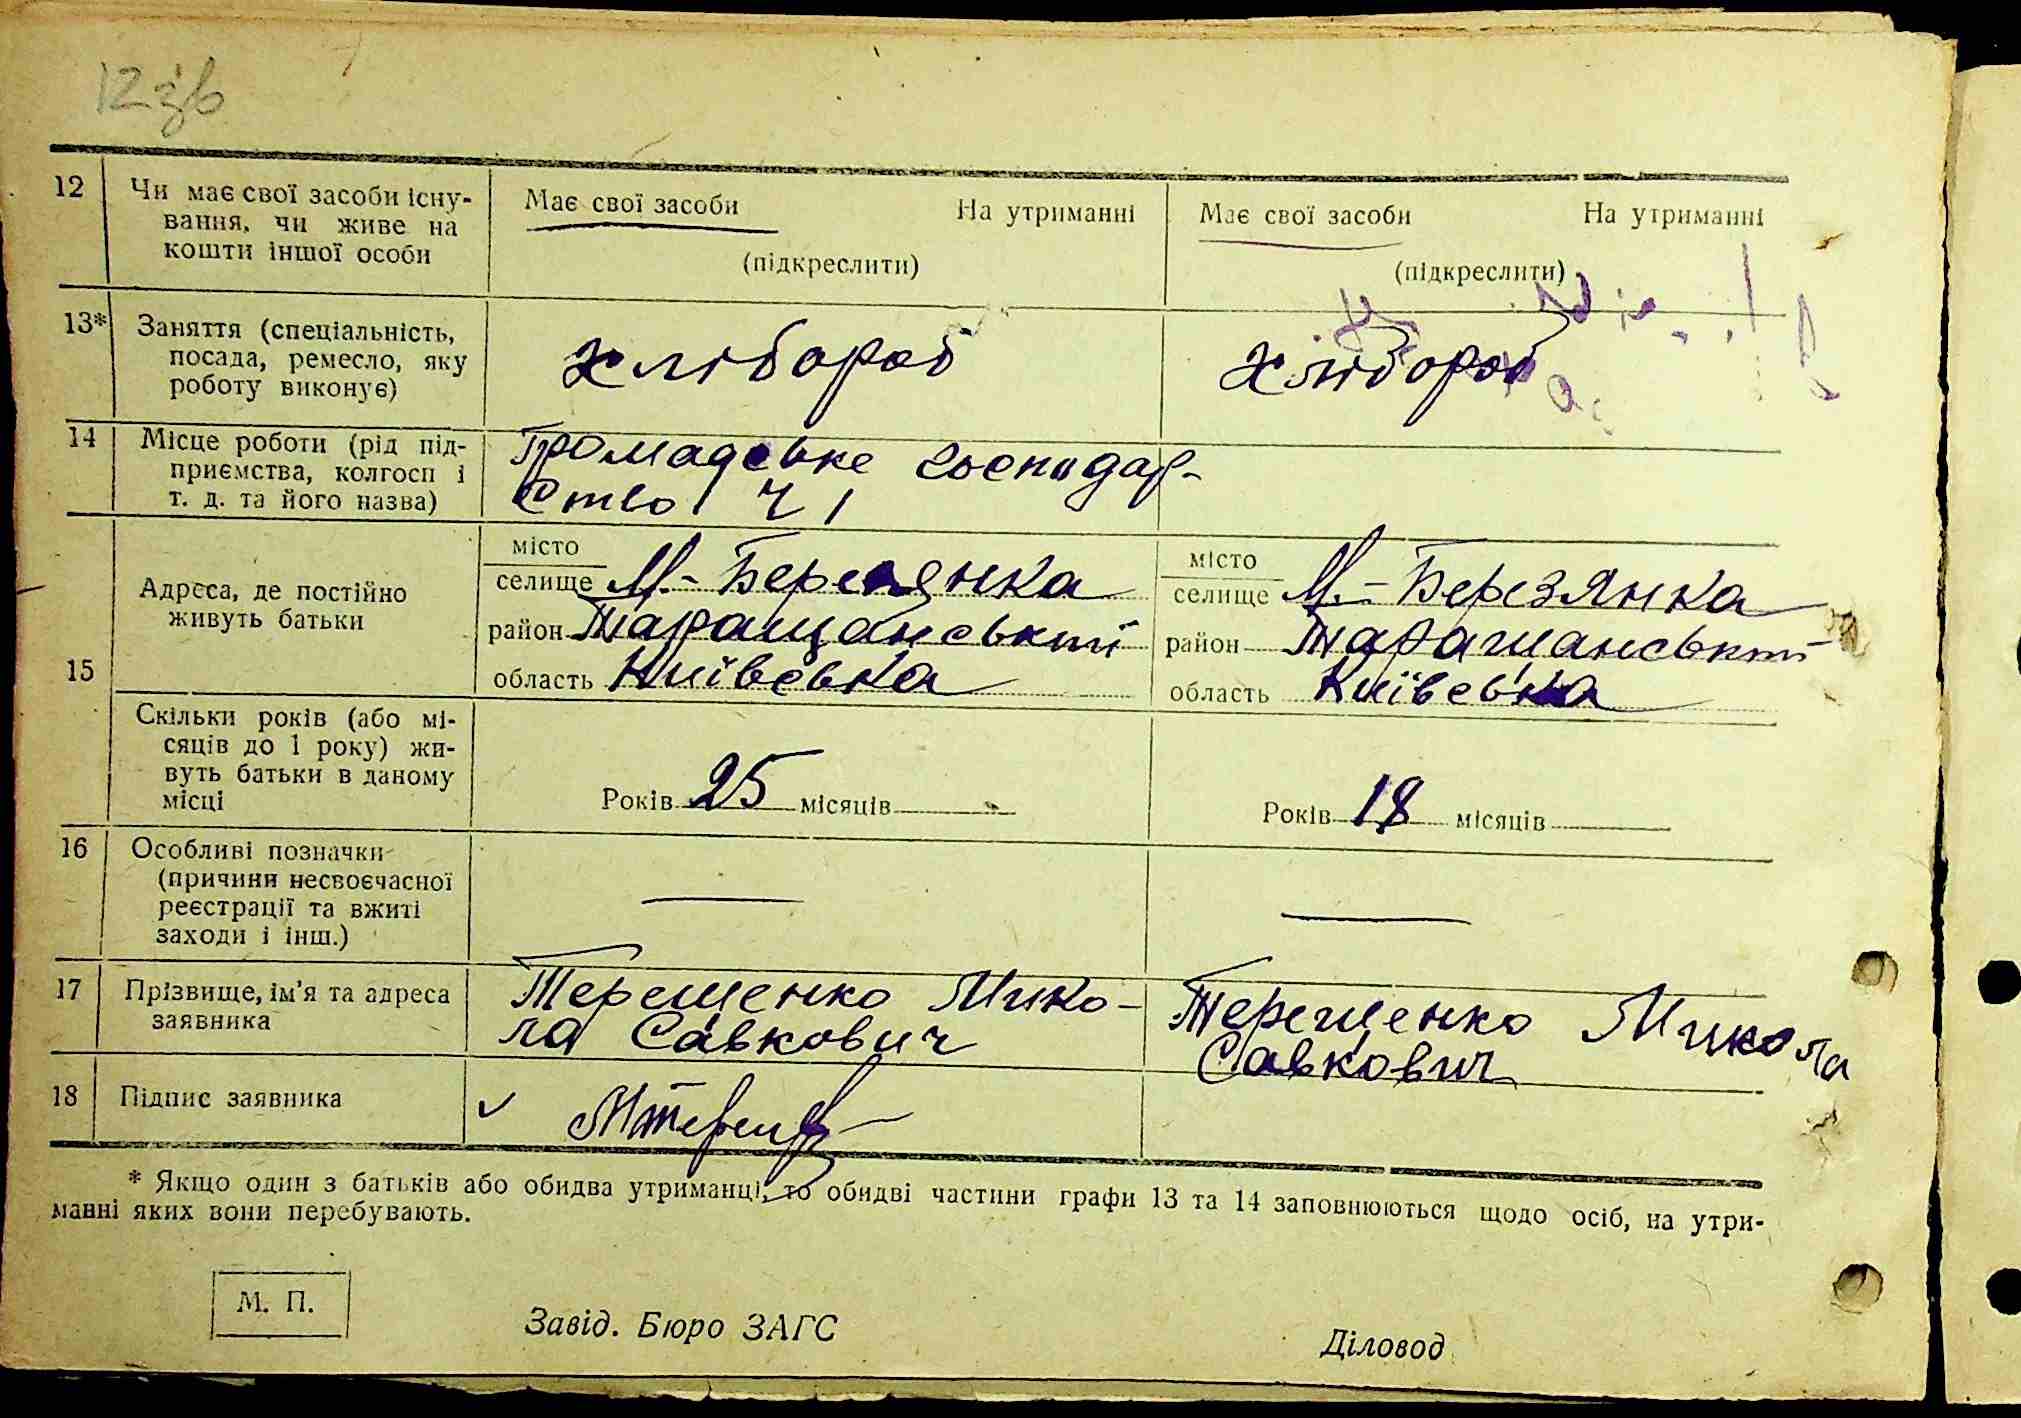 12зв
12 Чи має свої засоби існу- Має свої засоби На утриманні Має свої засоби На утриманні
вання, чи живе на
кошти іншої особи (підкреслити) (підкреслити)
13* Заняття (спеціальність, хлібороб хлібороб
посада, ремесло, яку
роботу виконує)
14 Місце роботи (рід під- Громадське господар-
приємства, колгосп і ство Ч 1
т. д. та його назва)
15 Адреса, де постійно місто місто
живуть батьки селище М.-Березянка селище М.-Березянка
район Таращанський район Таращанський
область Київська область Київська
Скільки років (або мі-
сяців до 1 року) жи-
вуть батьки в даному
місці Років 25 місяців Років 18 місяців
16 Особливі позначки
(причини несвоєчасної
реєстрації та вжиті
заходи і інш.)
17 Прізвище, ім'я та адреса Терещенко Мико- Терещенко Микола
заявника ла Савкович Савкович
18 Підпис заявника
* Якщо один з батьків або обидва утриманці, то обидві частини графи 13 та 14 заповнюються щодо осіб, на утри-
манні яких вони перебувають.
М. П.
Завід. Бюро ЗАГС Діловод